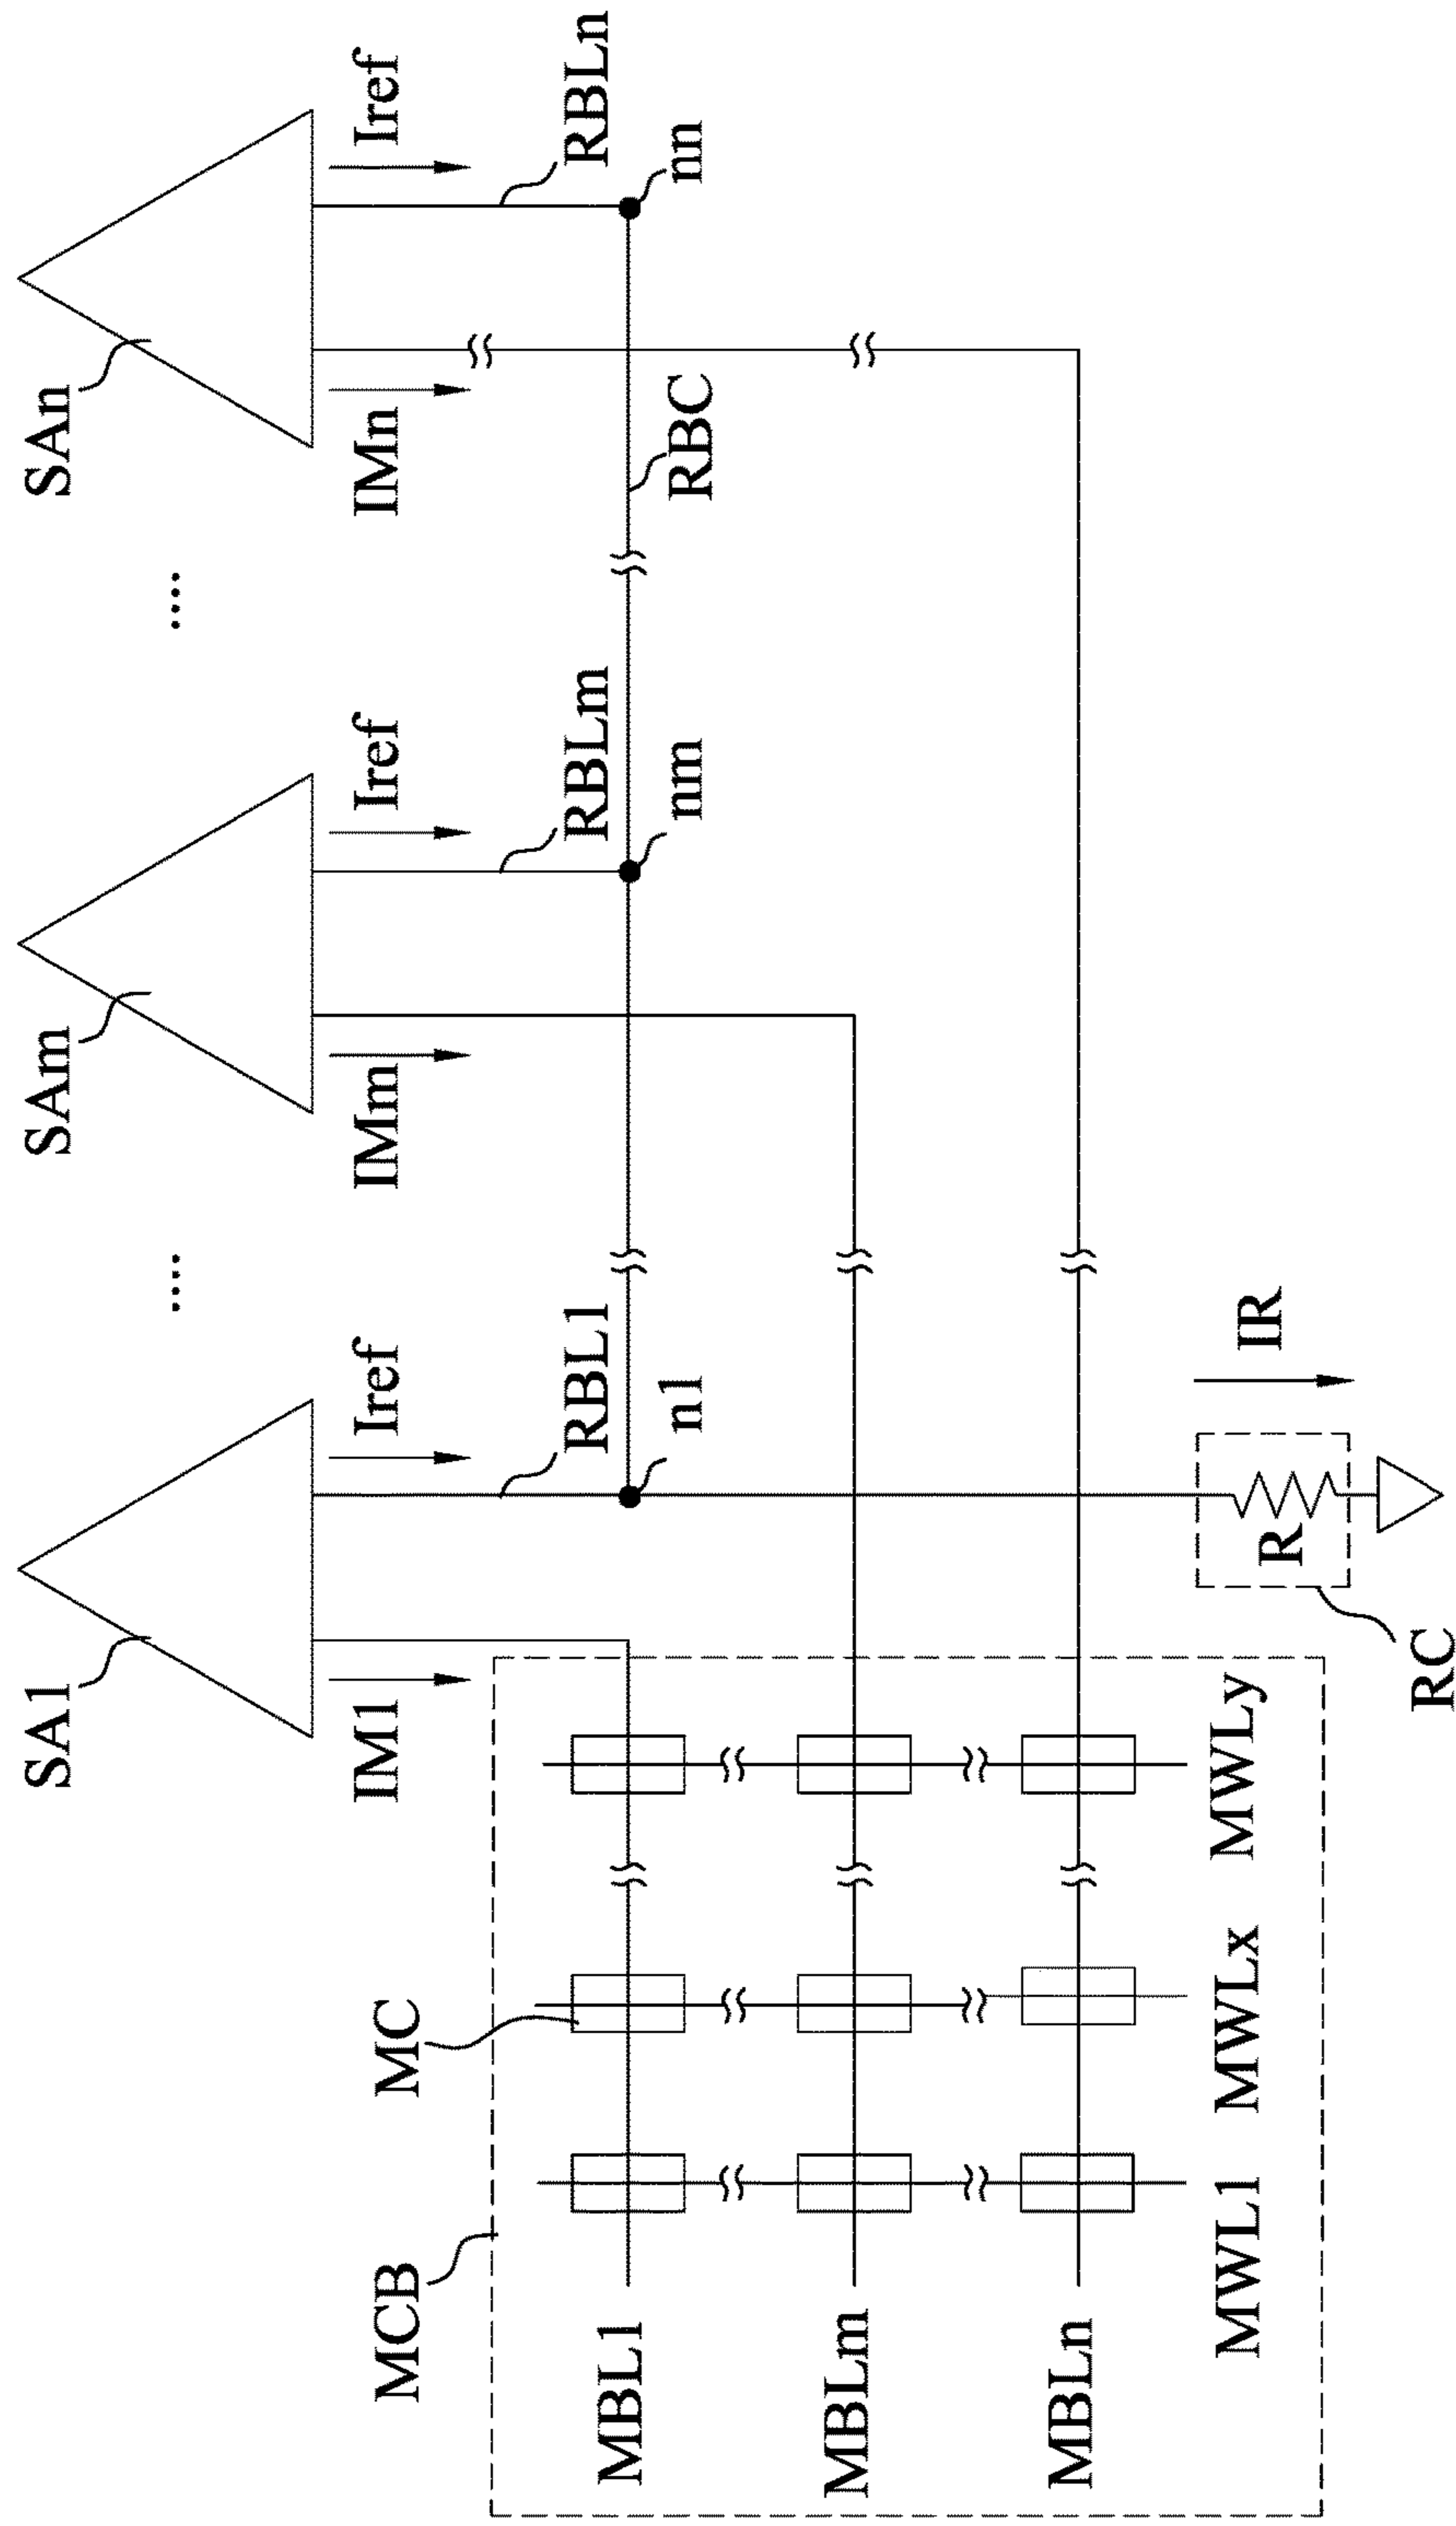 SA1
SAm
SAn
....
....
IM1
Iref
IMm
Iref
IMn
Iref
RBL1
RBLm
RBLn
n1
nm
RBC
nn
MCB
MC
MBL1
MBLm
MBLn
MWL1
MWLx
MWLy
R
IR
RC